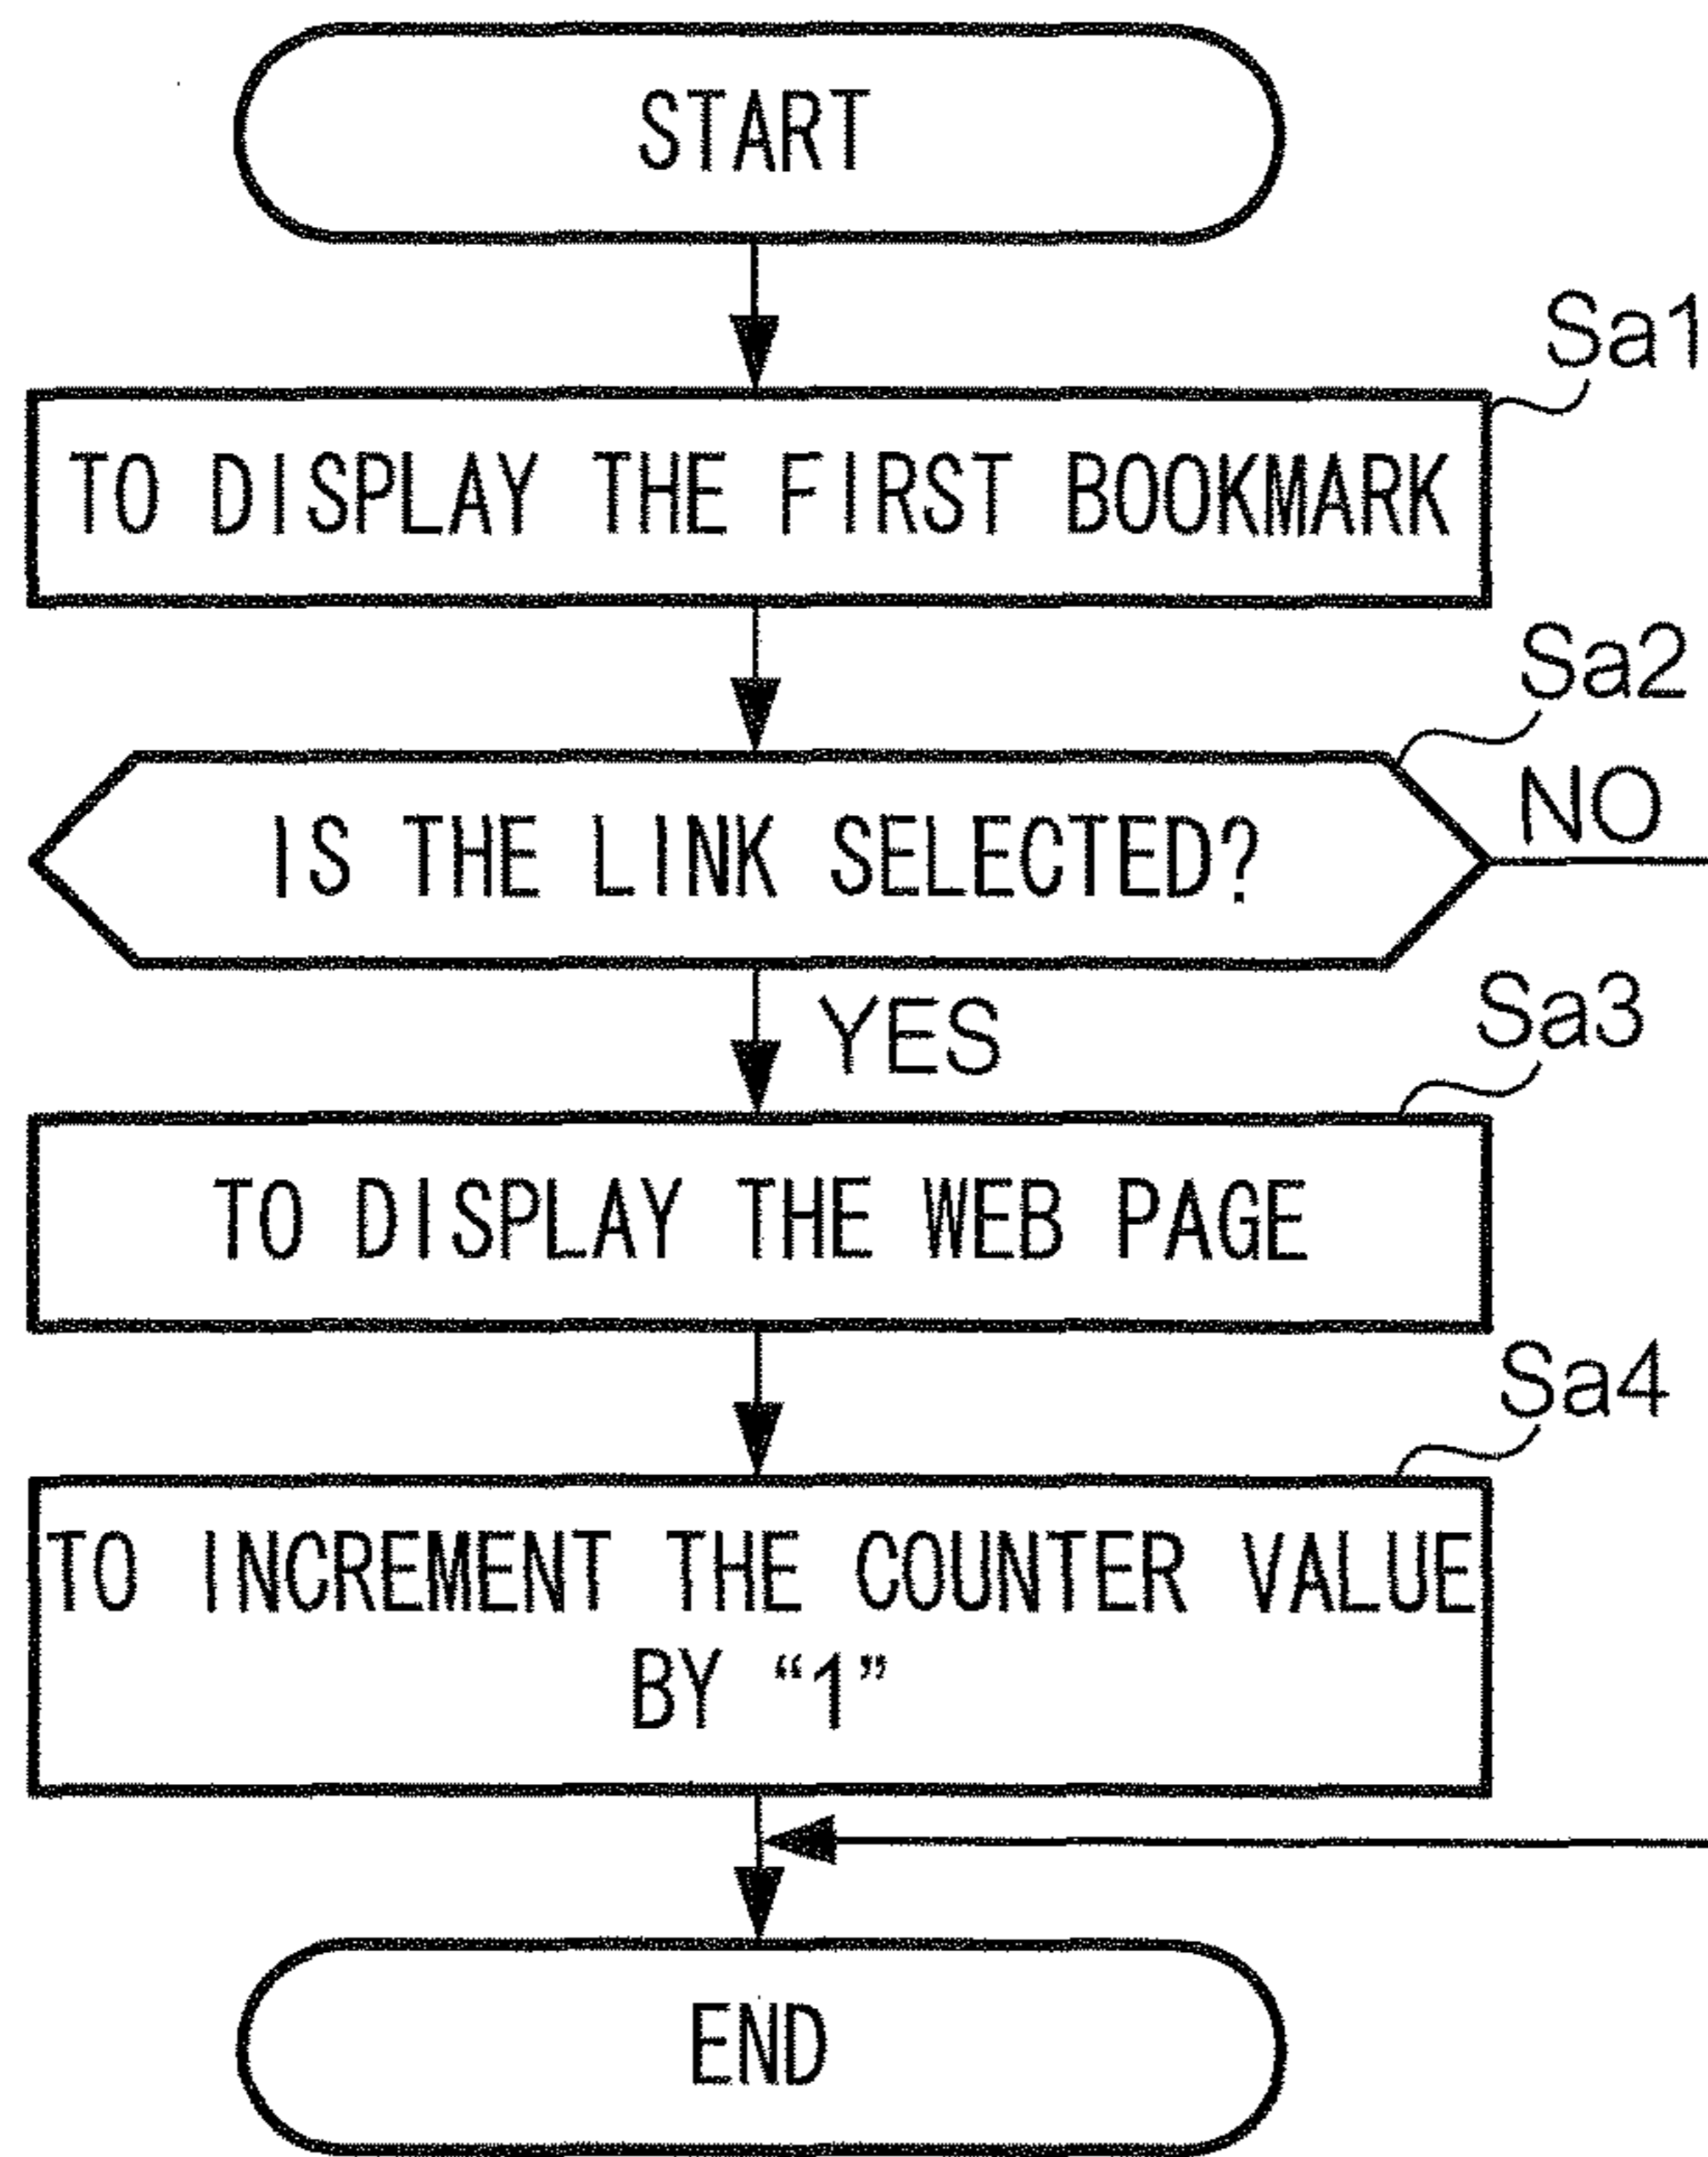 START
Sa1
TO DISPLAY THE FIRST BOOKMARK
Sa2
IS THE LINK SELECTED?
NO
YES
Sa3
TO DISPLAY THE WEB PAGE
Sa4
TO INCREMENT THE COUNTER VALUE
BY “1”
END